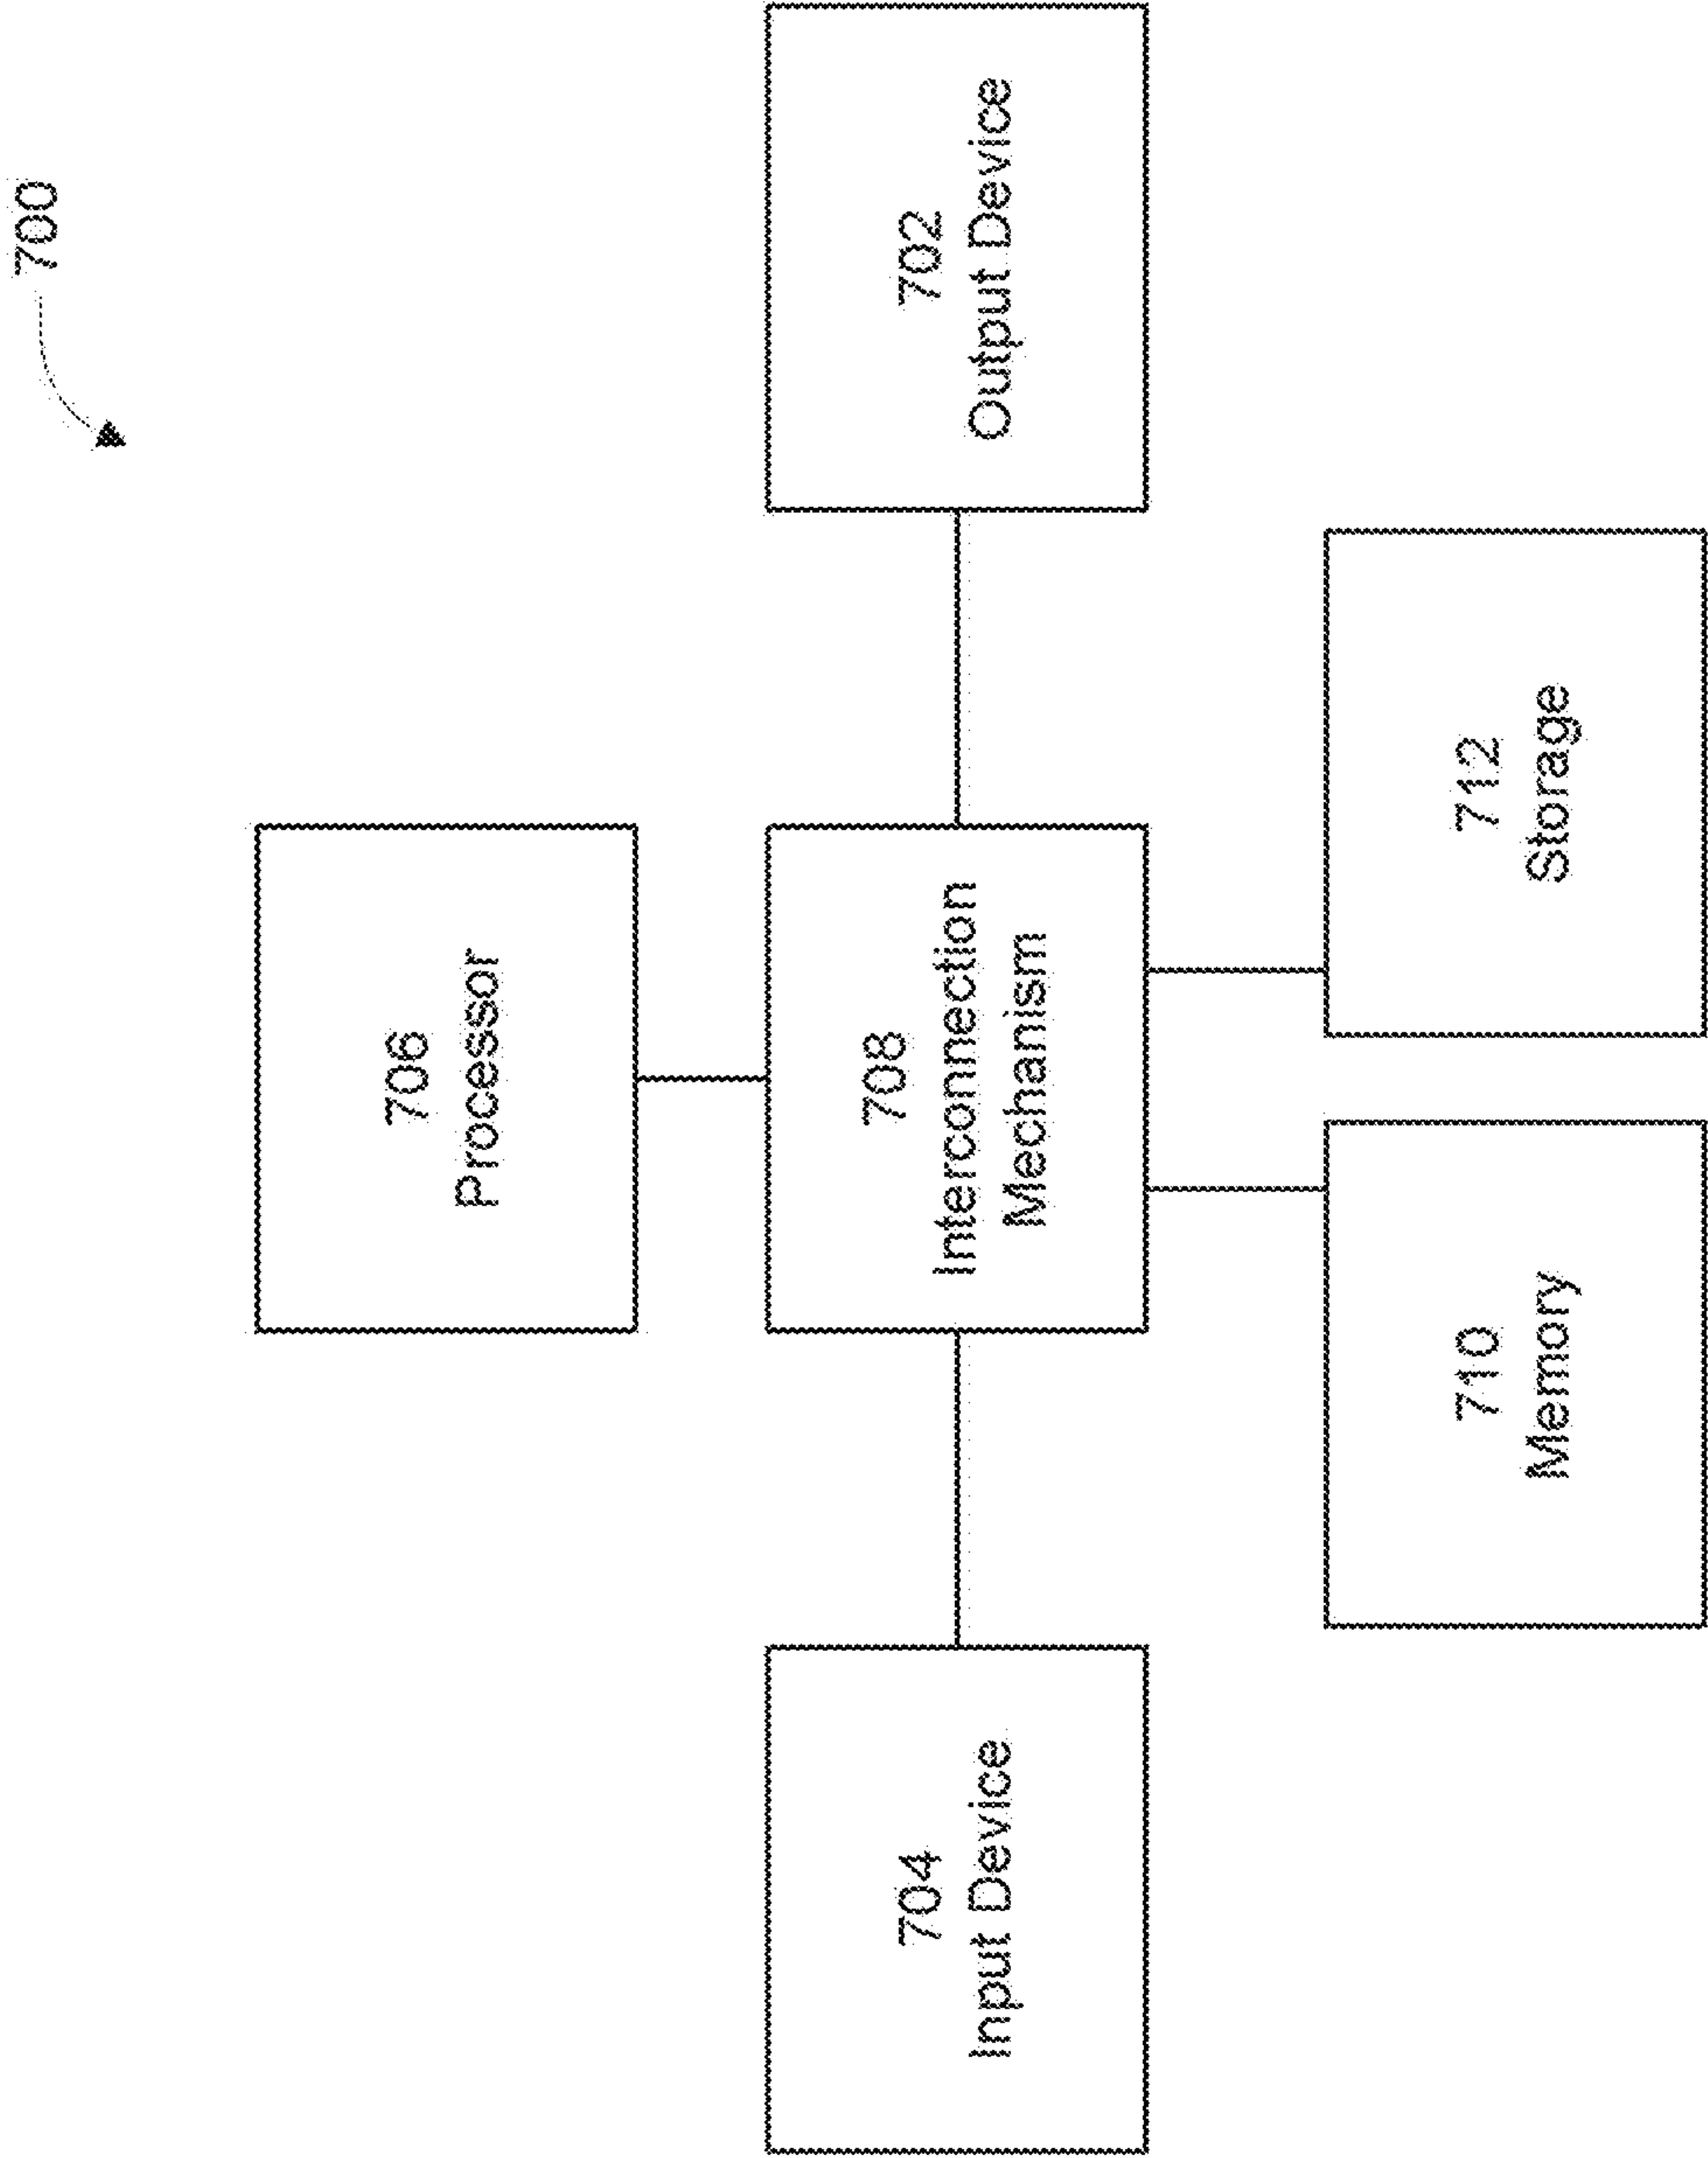 700
706
Processor
704
Input Device
708
Interconnection
Mechanism
702
Output Device
710
Memory
712
Storage